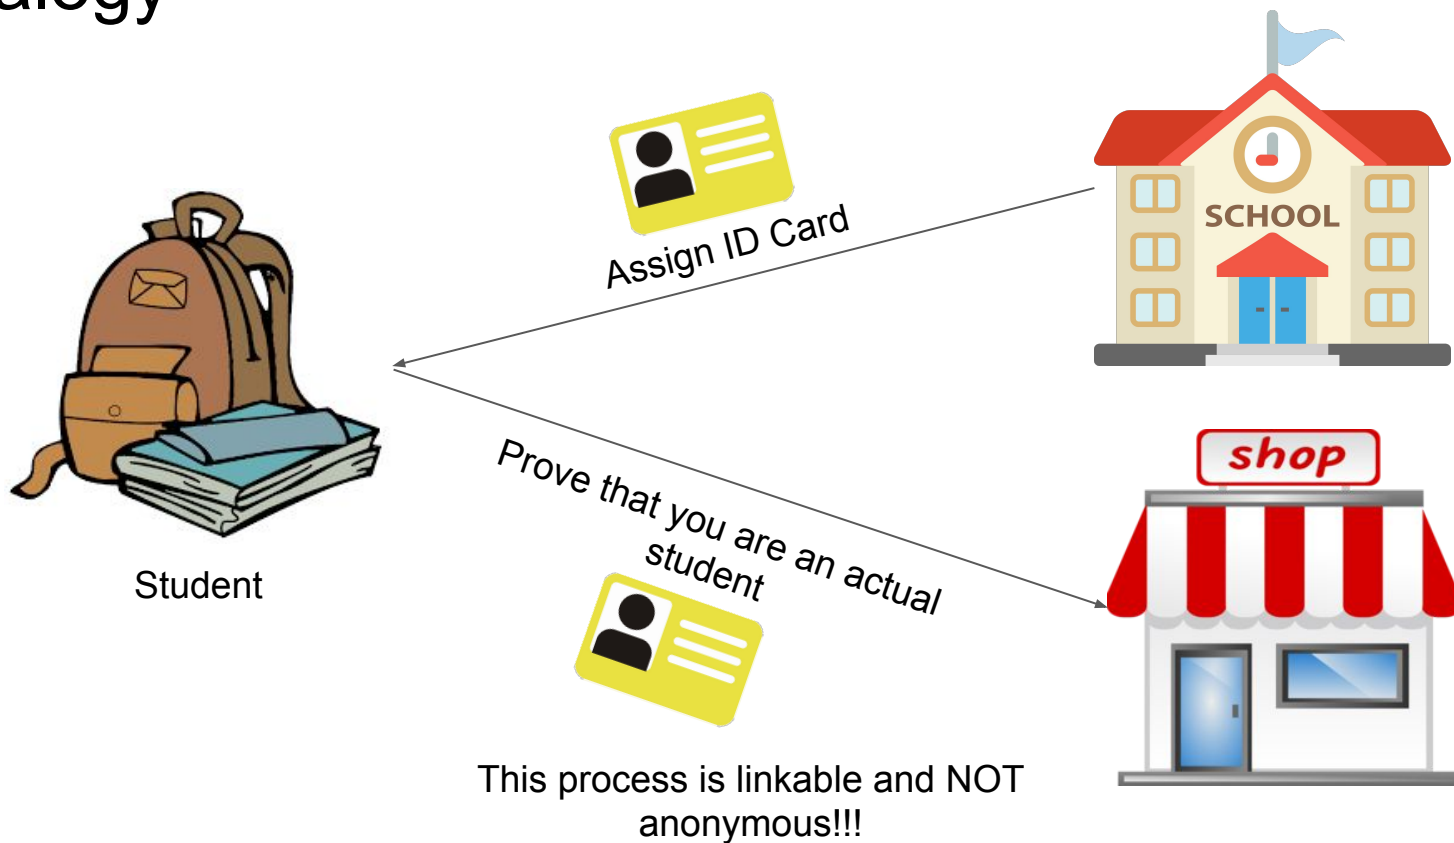 alogy
SCHOOL
Assign ID Card
shop
Prove that you are an actual
student
Student
This process is linkable and NOT
anonymous!!!